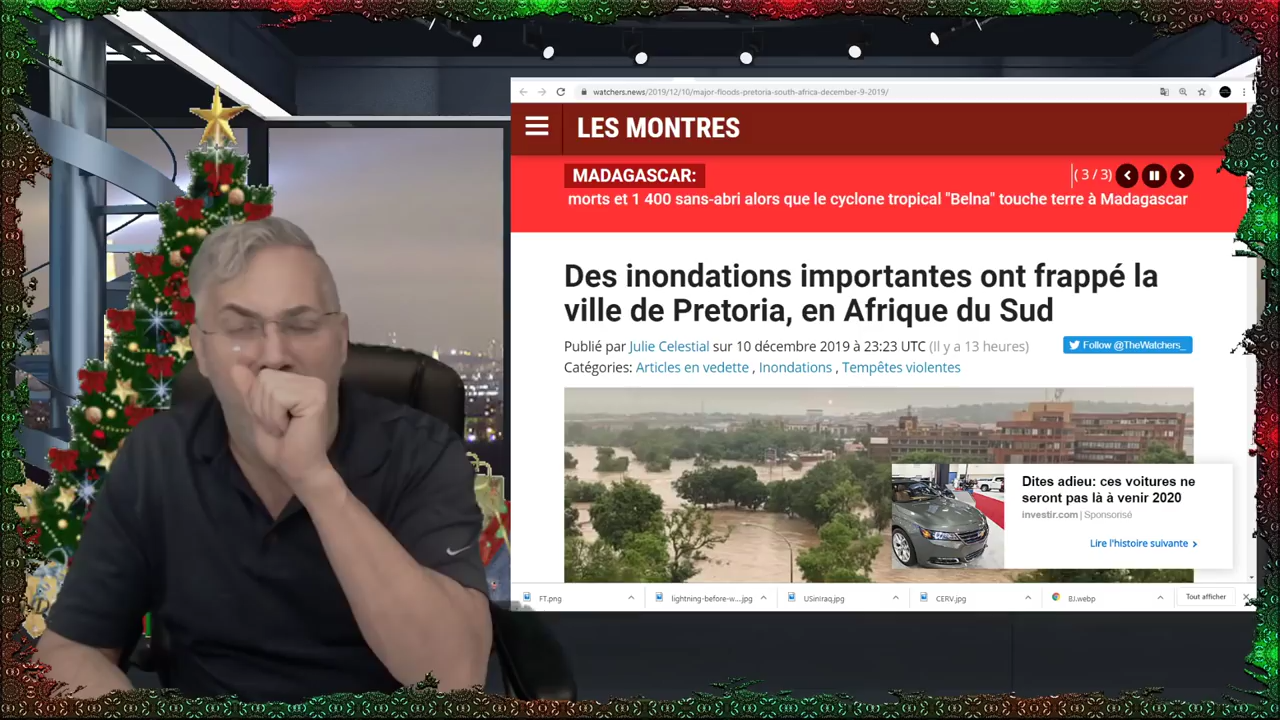 watchers.news/2019/12/10/major-floods-pretoria-south-africa-december-9-2019/
LES MONTRES
MADAGASCAR:
( 3 / 3)
morts et 1 400 sans-abri alors que le cyclone tropical "Belna" touche terre à Madagascar
Des inondations importantes ont frappé la
ville de Pretoria, en Afrique du Sud
Publié par Julie Celestial sur 10 décembre 2019 à 23:23 UTC (Il y a 13 heures)
Follow @TheWatchers_
Catégories: Articles en vedette , Inondations , Tempêtes violentes
Dites adieu: ces voitures ne
seront pas là à venir 2020
investir.com | Sponsorisé
Lire l'histoire suivante
FT.png
lightning-before-w....jpg
USiniraq.jpg
CERV.jpg
BJ.webp
Tout afficher